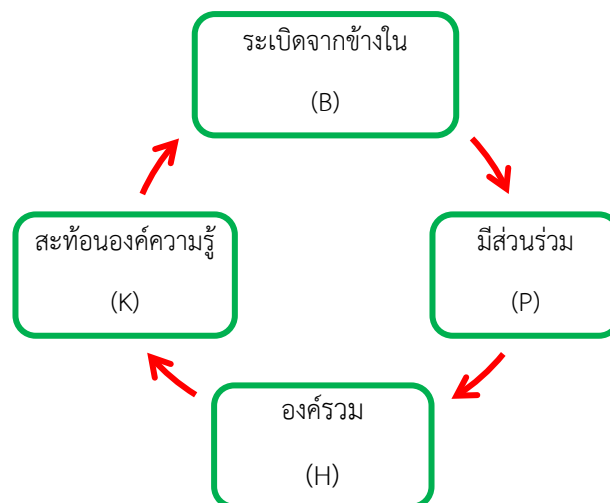 ระเบิดจากข้างใน
(B)
มีส่วนร่วม
(P)
องค์รวม
(H)
สะท้อนองค์ความรู้
(K)